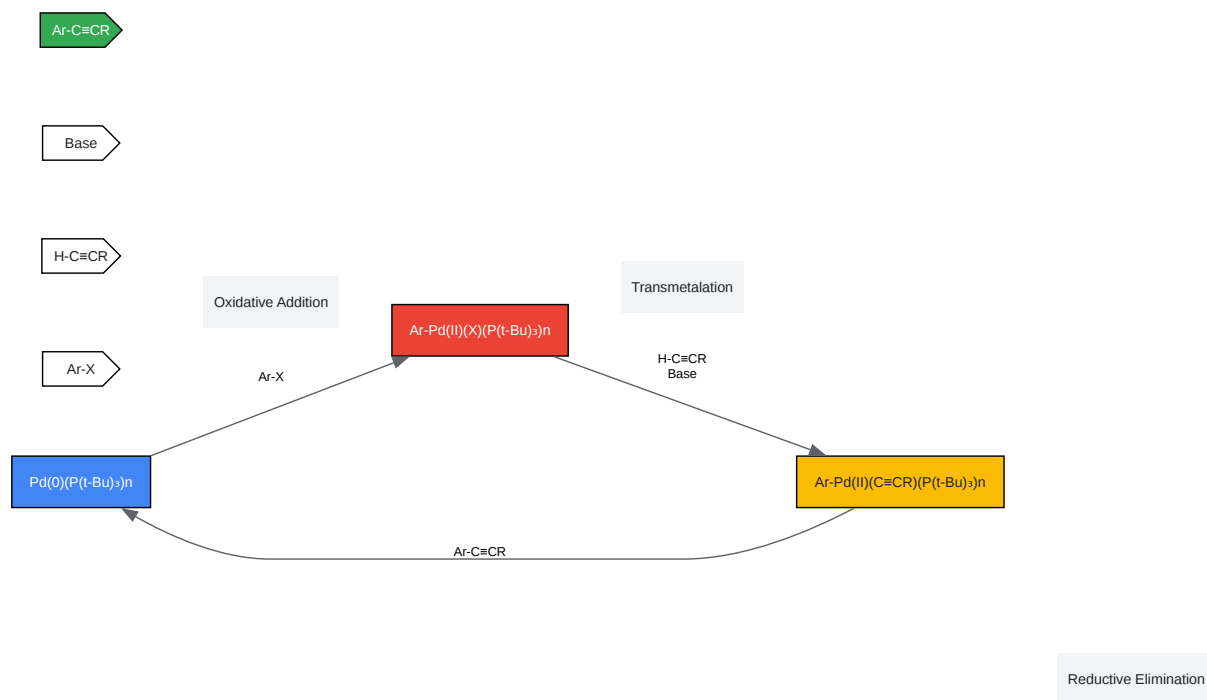 Ar-C≡CR
Base
H-C≡CR
Oxidative Addition
Transmetalation
Ar-Pd(II)(X)(P(t-Bu)₃)n
H-C≡CR
Base
Ar-X
Ar-X
Pd(0)(P(t-Bu)₃)n
Ar-Pd(II)(C≡CR)(P(t-Bu)₃)n
Ar-C≡CR
Reductive Elimination